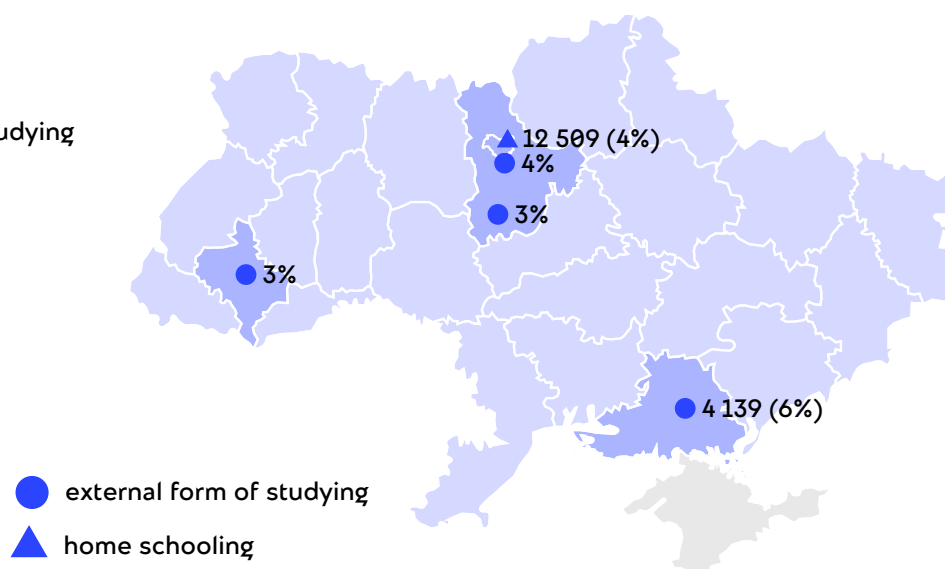 udying
12 509 (4%)
4%
3%
3%
4 139 (6%)
external form of studying
home schooling